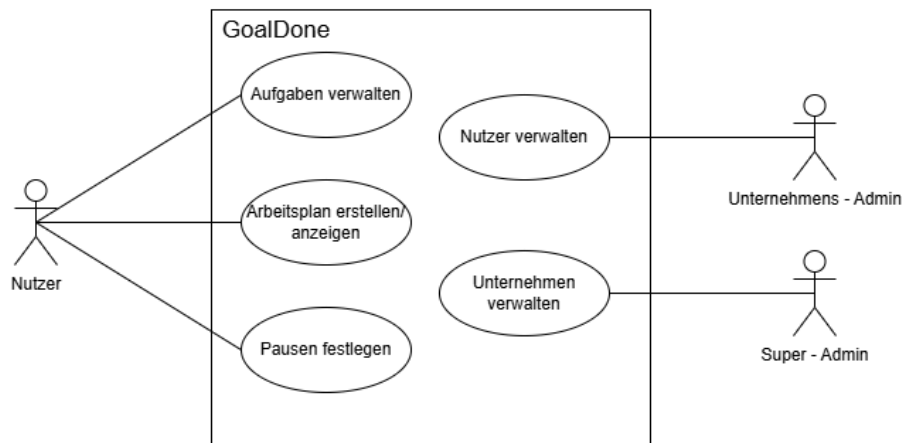 GoalDone
Aufgaben verwalten
Nutzer verwalten
Unternehmens - Admin
Arbeitsplan erstellen/
anzeigen
Nutzer
Unternehmen
verwalten
Pausen festlegen
Super - Admin